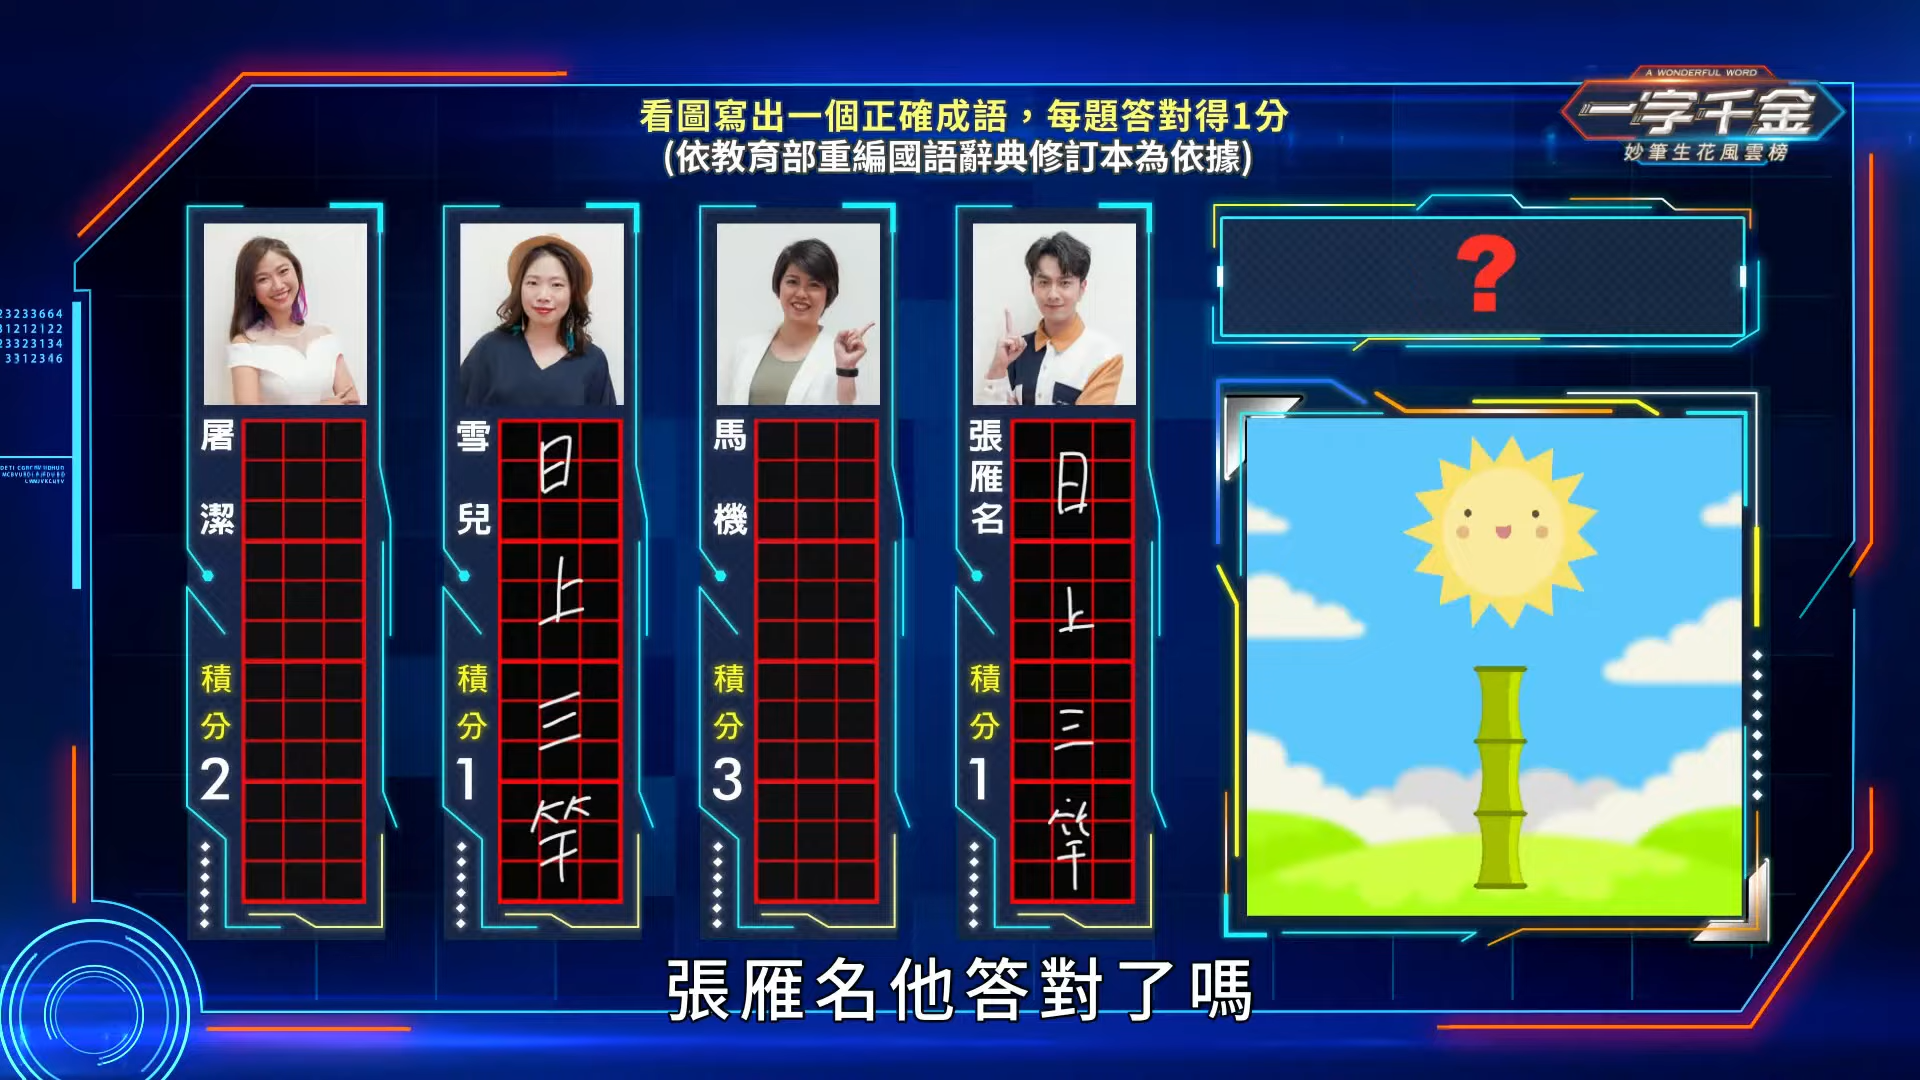 A WONDERFUL WORD
一字千金
妙筆生花風雲榜
看圖寫出一個正確成語，每題答對得1分
(依教育部重編國語辭典修訂本為依據)
?
23233664
31212122
23323134
3312346
屠潔
積分2
雪兒
積分1
日上三竿
馬機
積分3
張雁名
積分1
日上三竿
張雁名他答對了嗎